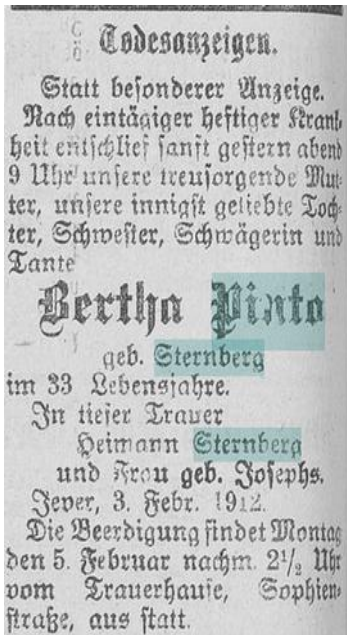 Todesanzeigen.
Statt besonderer Anzeige.
Nach eintägiger heftiger Krank-
heit entschlief sanft gestern abend
9 Uhr unsere treusorgende Mut-
ter, unsere innigst geliebte Toch-
ter, Schwester, Schwägerin und
Tante
Bertha Pinto
geb. Sternberg
im 33 Lebensjahre.
In tiefer Trauer
Heimann Sternberg
und Frau geb. Josephs.
Jever, 3. Febr. 1912.
Die Beerdigung findet Montag
den 5. Februar nachm. 2½ Uhr
vom Trauerhause, Sophien-
straße, aus statt.